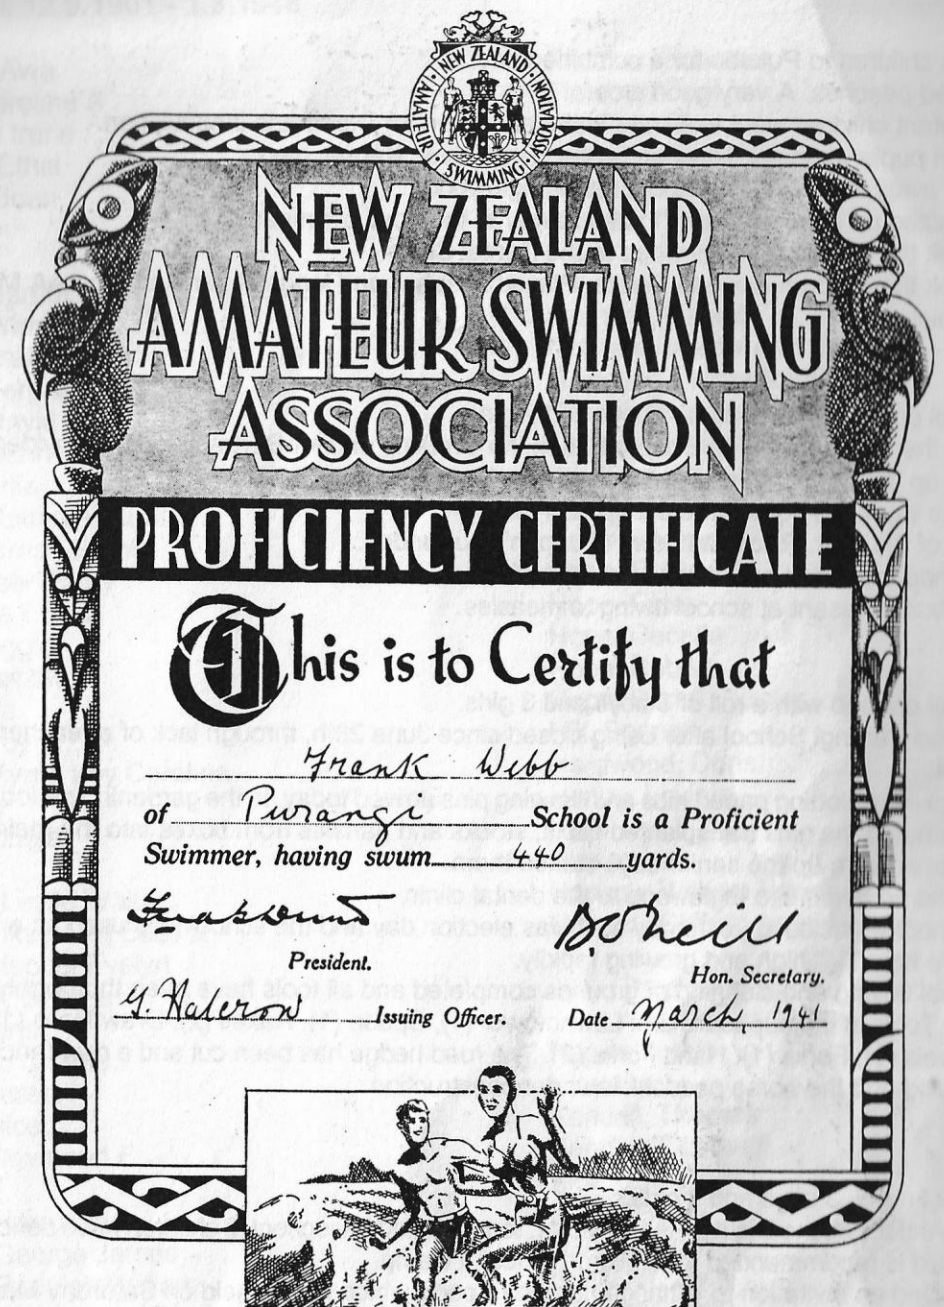 NEW ZEALAND
AMATEUR
SWIMMING
ASSOCIATION
NEW ZEALAND
AMATEUR SWIMMING
ASSOCIATION
PROFICIENCY CERTIFICATE
This is to Certify that
Frank Webb
of Purangi School is a Proficient
Swimmer, having swum 440 yards.
President.
Hon. Secretary.
Issuing Officer.
Date March. 1941